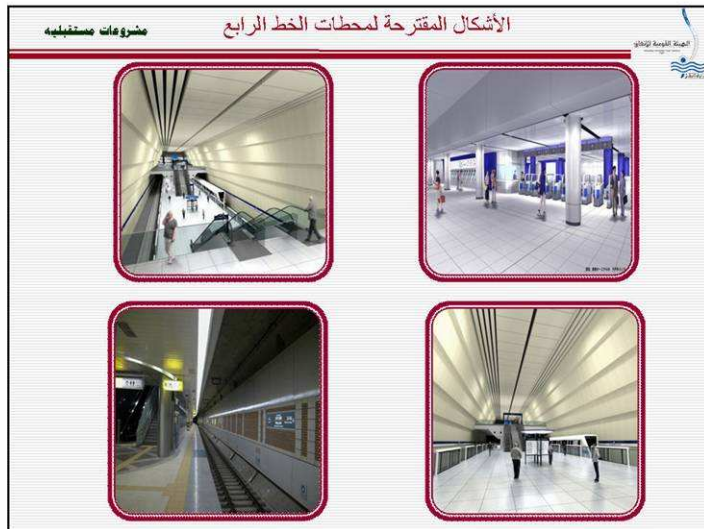 الأشكال المقترحة لمحطات الخط الرابع
مشروعات مستقبليه
الهيئة القومية للأنفاق